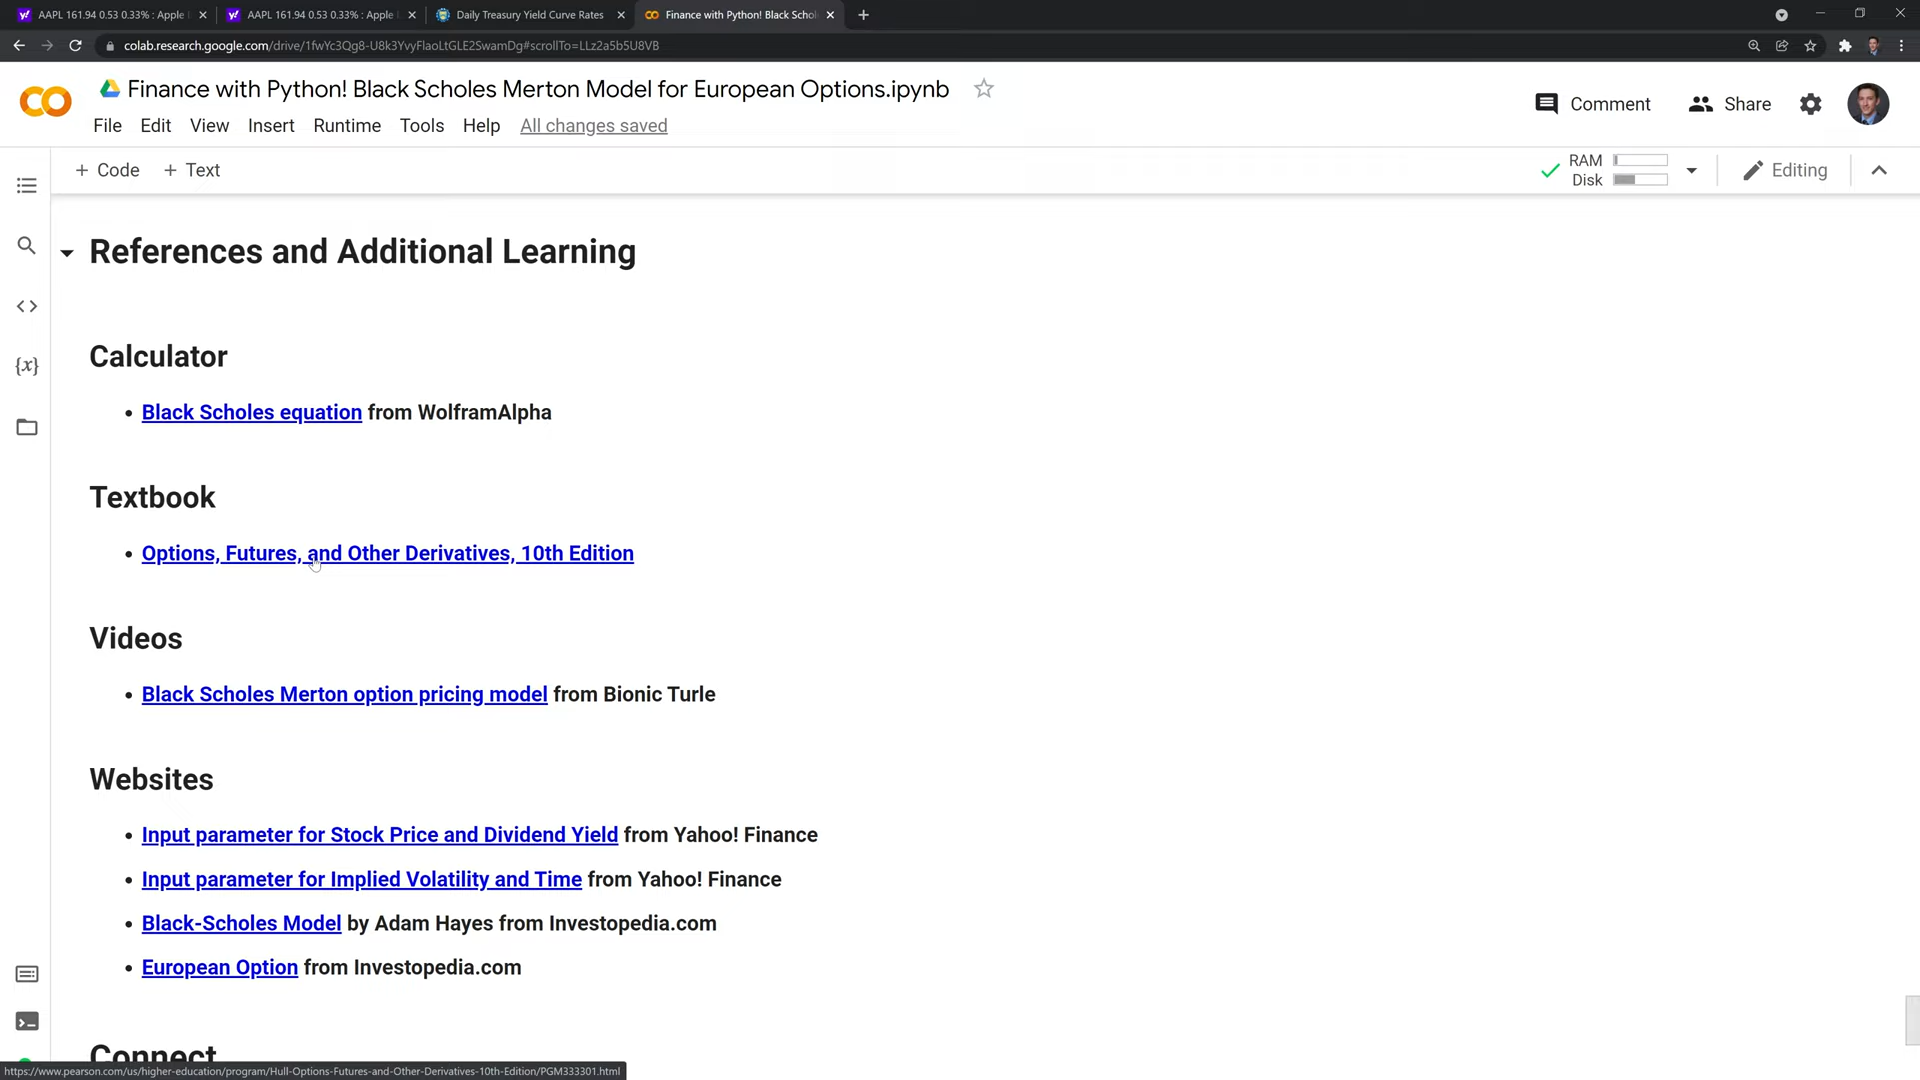 AAPL 161.94 0.53 0.33% : Apple
AAPL 161.94 0.53 0.33% : Apple
Daily Treasury Yield Curve Rates
Finance with Python! Black Schol
colab.research.google.com/drive/1fwYc3Qg8-U8k3YvyFlaoLtGLE2SwamDg#scrollTo=LLz2a5b5U8VB
Finance with Python! Black Scholes Merton Model for European Options.ipynb
Comment
Share
File Edit View Insert Runtime Tools Help All changes saved
+ Code + Text
RAM
Disk
Editing
References and Additional Learning
Calculator
• Black Scholes equation from WolframAlpha
Textbook
• Options, Futures, and Other Derivatives, 10th Edition
Videos
• Black Scholes Merton option pricing model from Bionic Turle
Websites
• Input parameter for Stock Price and Dividend Yield from Yahoo! Finance
• Input parameter for Implied Volatility and Time from Yahoo! Finance
• Black-Scholes Model by Adam Hayes from Investopedia.com
• European Option from Investopedia.com
Connect
https://www.pearson.com/us/higher-education/program/Hull-Options-Futures-and-Other-Derivatives-10th-Edition/PGM333301.html